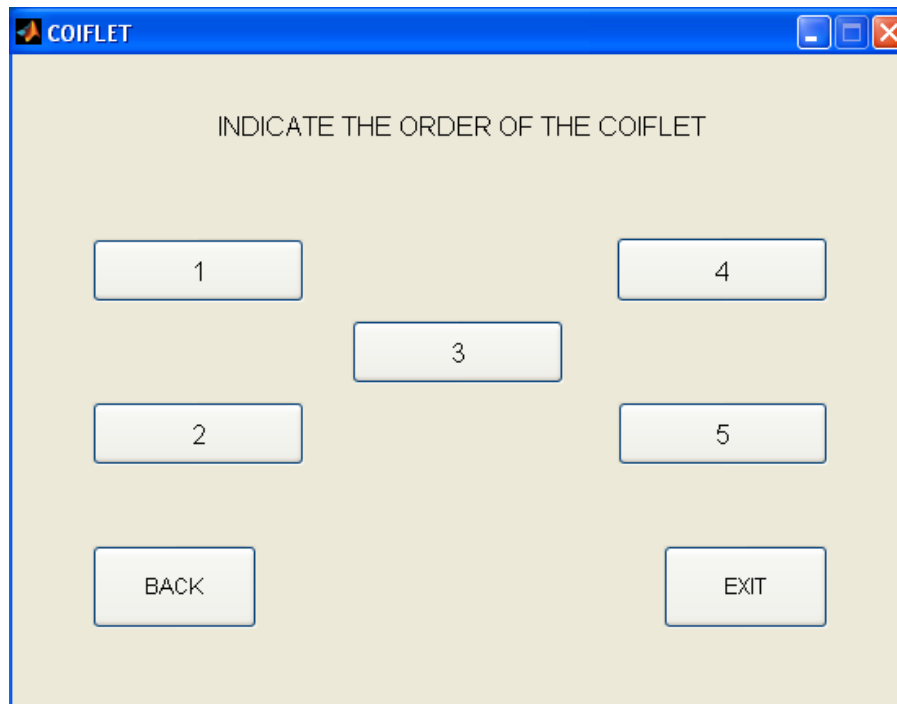 COIFLET
INDICATE THE ORDER OF THE COIFLET
1
4
3
2
5
BACK
EXIT